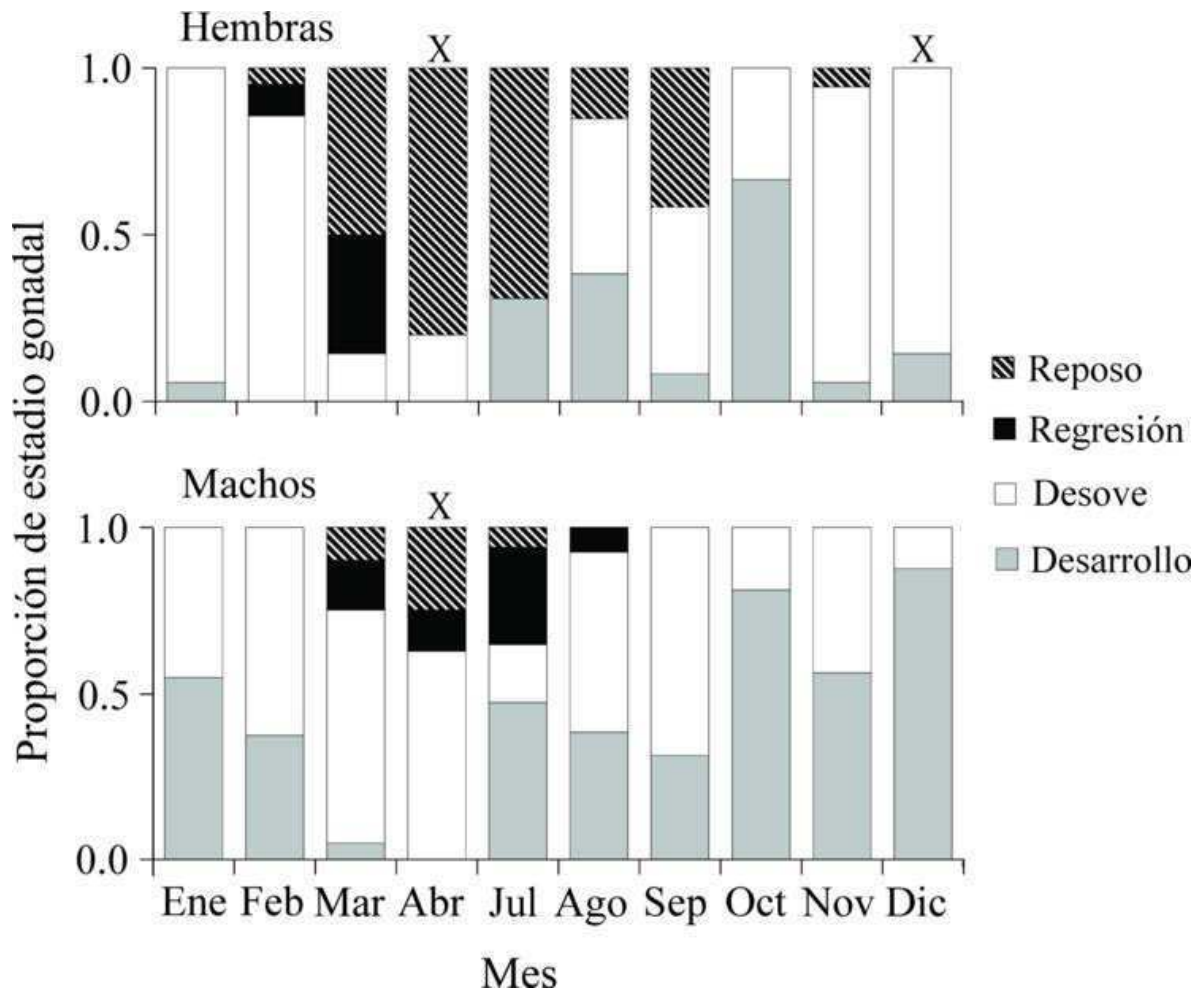 Hembras
X
X
1.0
0.5
0.0
Proporción de estadio gonadal
Reposo
Regresión
Desove
Desarrollo
Machos
X
1.0
0.5
0.0
Ene Feb Mar Abr Jul Ago Sep Oct Nov Dic
Mes